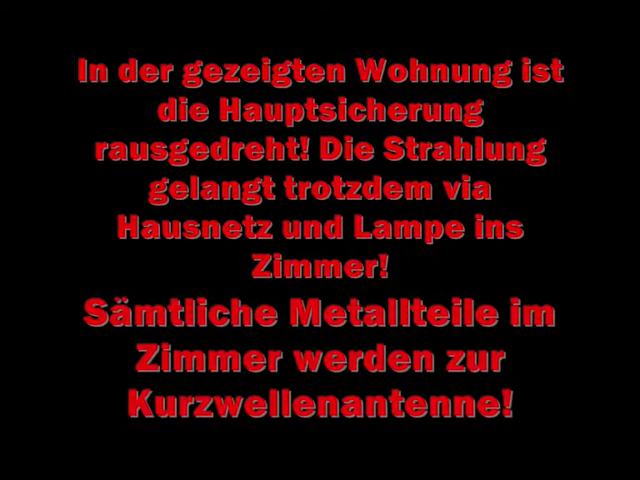 In der gezeigten Wohnung ist
die Hauptsicherung
rausgedreht! Die Strahlung
gelangt trotzdem via
Hausnetz und Lampe ins
Zimmer!
Sämtliche Metallteile im
Zimmer werden zur
Kurzwellenantenne!